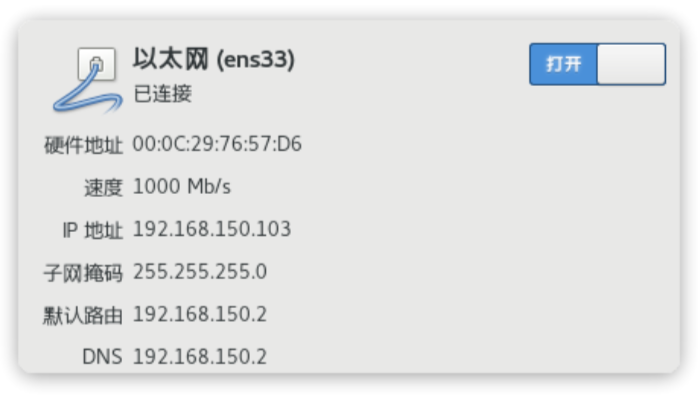 以太网 (ens33)
打开
已连接
硬件地址 00:0C:29:76:57:D6
速度 1000 Mb/s
IP 地址 192.168.150.103
子网掩码 255.255.255.0
默认路由 192.168.150.2
DNS 192.168.150.2